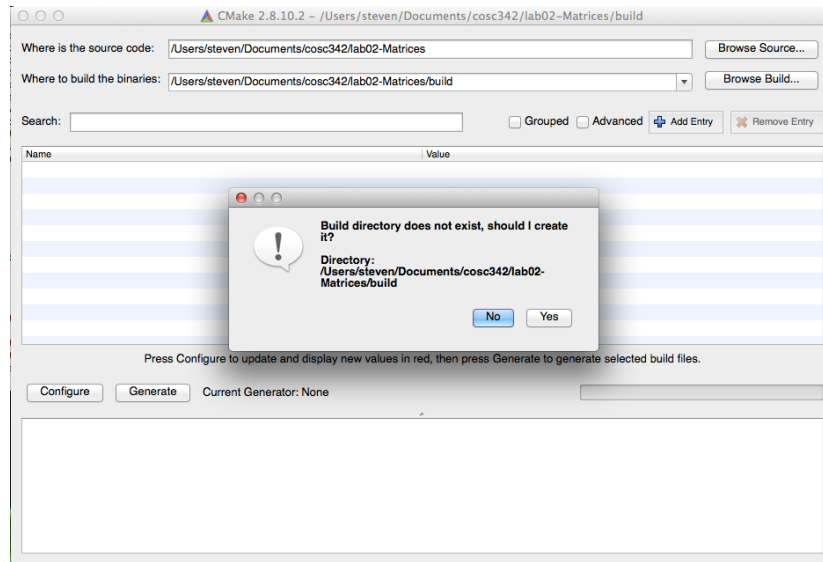 CMake 2.8.10.2 - /Users/steven/Documents/cosc342/lab02-Matrices/build
Where is the source code: /Users/steven/Documents/cosc342/lab02-Matrices Browse Source...
Where to build the binaries: /Users/steven/Documents/cosc342/lab02-Matrices/build Browse Build...
Search: Grouped Advanced Add Entry Remove Entry
Name Value
Build directory does not exist, should I create
it?
Directory:
/Users/steven/Documents/cosc342/lab02-
Matrices/build
No Yes
Press Configure to update and display new values in red, then press Generate to generate selected build files.
Configure Generate Current Generator: None